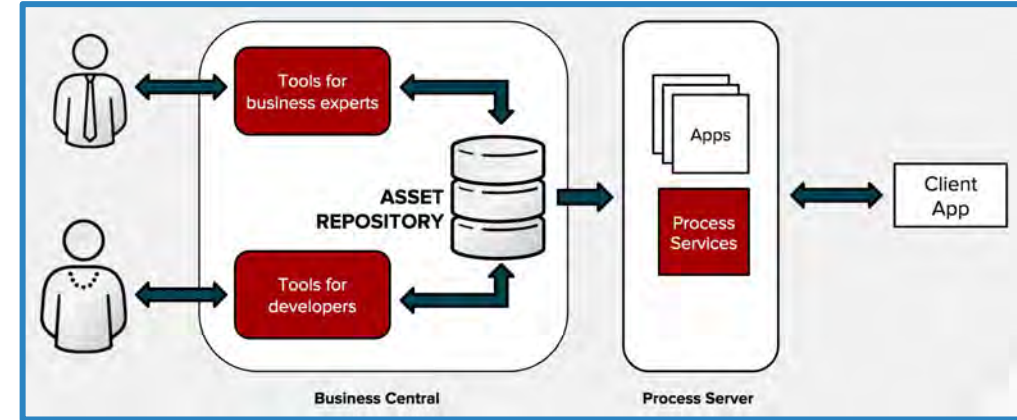 Tools for
business experts
ASSET
REPOSITORY
Tools for
developers
Business Central
Apps
Process
Services
Process Server
Client
App